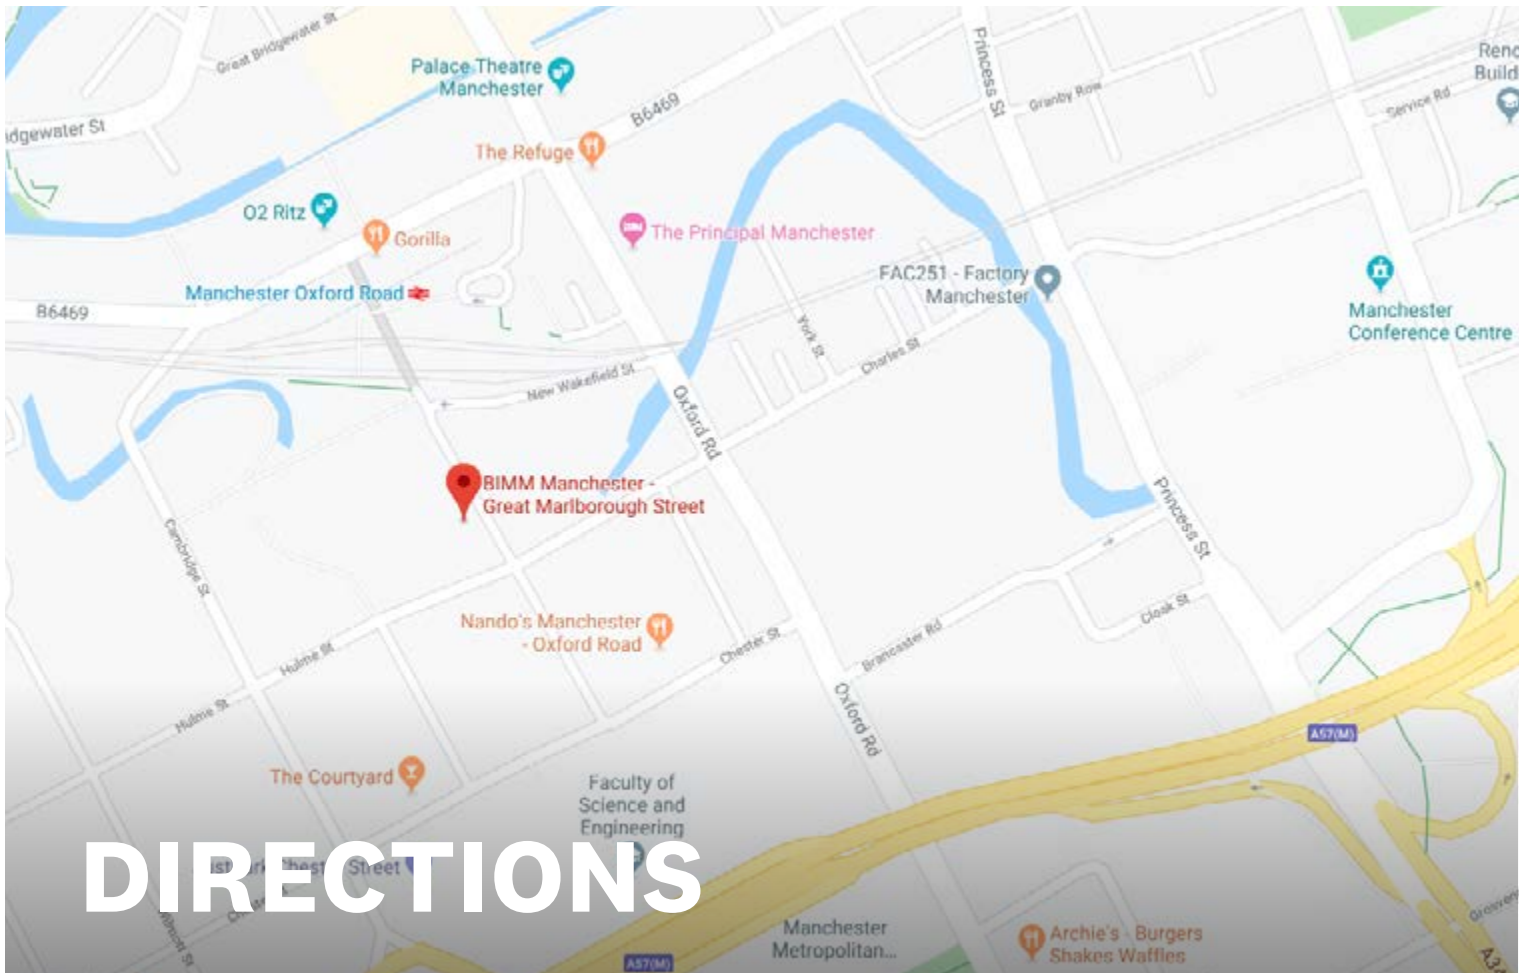 Great Bridgewater St
Palace Theatre
Manchester
Princess St
Reno
Build
Granby Row
Service Rd
B6469
idgewater St
The Refuge
O2 Ritz
Gorilla
The Principal Manchester
FAC251 - Factory
Manchester
Manchester Oxford Road
B6469
Manchester
Conference Centre
York St
Charles St
New Wakefield St
Oxford Rd
BIMM Manchester -
Great Marlborough Street
Princess St
Cambridge St
Nando's Manchester
- Oxford Road
Chester St
Brancaster Rd
Cloak St
Hulme St
Hulme St
Oxford Rd
A57(M)
The Courtyard
Faculty of
Science and
Engineering
Street
DIRECTIONS
Manchester
Metropolitan...
Archie's - Burgers
Shakes Waffles
A57(M)